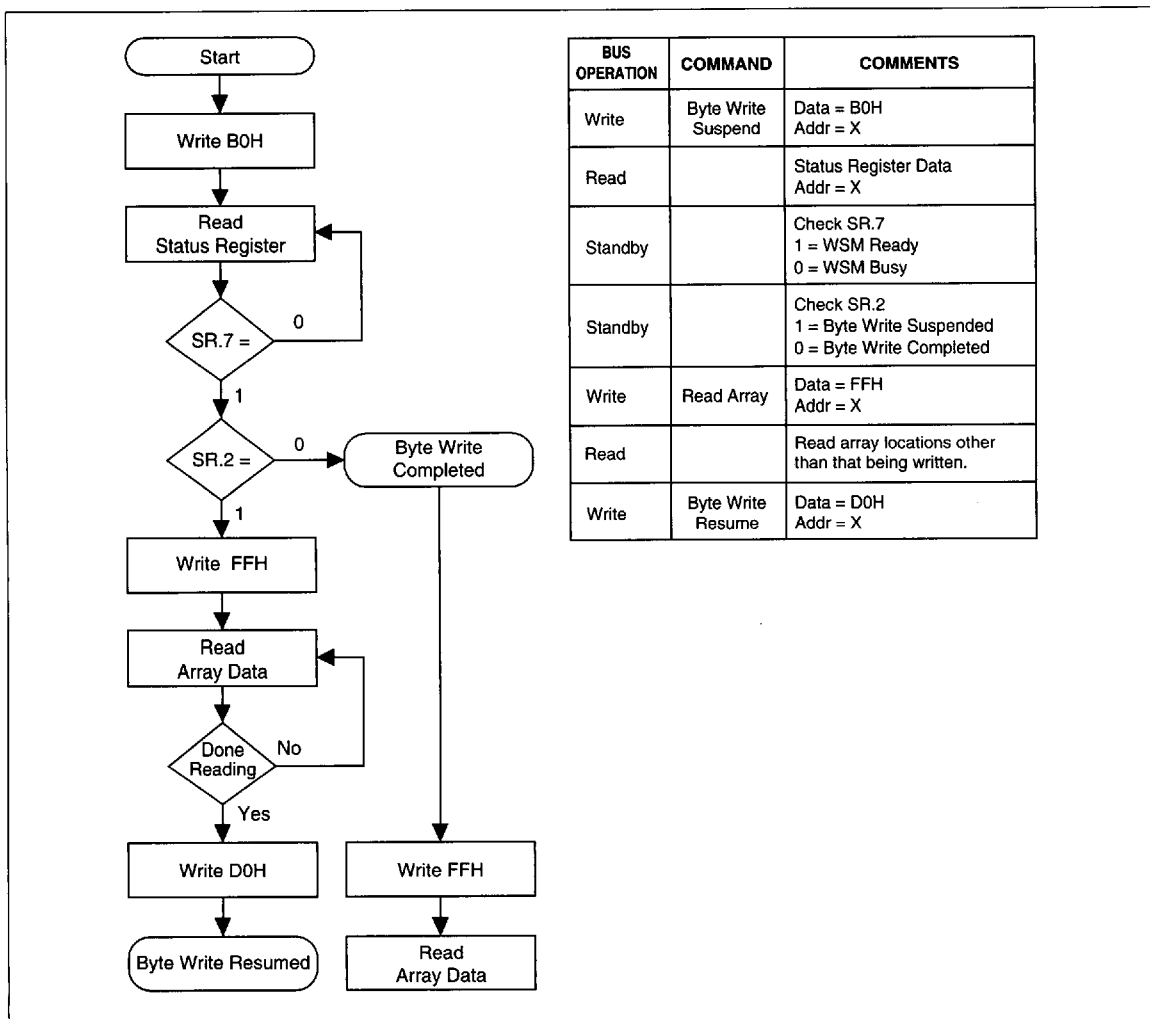 Start
Write B0H
Read
Status Register
SR.7 =
0
1
SR.2 =
0
Byte Write
Completed
1
Write FFH
Read
Array Data
Done
Reading
No
Yes
Write D0H
Write FFH
Byte Write Resumed
Read
Array Data
BUS
OPERATION
COMMAND
COMMENTS
Write
Byte Write
Suspend
Data = B0H
Addr = X
Read
Status Register Data
Addr = X
Standby
Check SR.7
1 = WSM Ready
0 = WSM Busy
Standby
Check SR.2
1 = Byte Write Suspended
0 = Byte Write Completed
Write
Read Array
Data = FFH
Addr = X
Read
Read array locations other
than that being written.
Write
Byte Write
Resume
Data = D0H
Addr = X